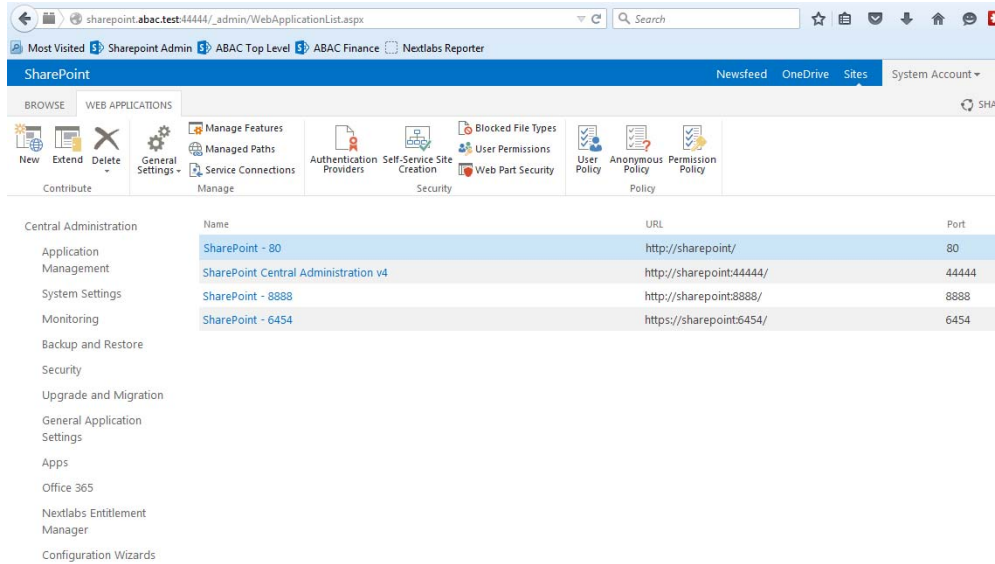 sharepoint.abac.test:44444/_admin/WebApplicationList.aspx
Search
Most Visited Sharepoint Admin ABAC Top Level ABAC Finance Nextlabs Reporter
SharePoint
Newsfeed OneDrive Sites System Account
BROWSE WEB APPLICATIONS
SHA
New Extend Delete
General Settings
Manage Features
Managed Paths
Service Connections
Authentication Providers
Self-Service Site Creation
Blocked File Types
User Permissions
Web Part Security
User Policy
Anonymous Policy
Permission Policy
Contribute Manage Security Policy
Central Administration
Application
Management
System Settings
Monitoring
Backup and Restore
Security
Upgrade and Migration
General Application
Settings
Apps
Office 365
Nextlabs Entitlement
Manager
Configuration Wizards
Name URL Port
SharePoint - 80 http://sharepoint/ 80
SharePoint Central Administration v4 http://sharepoint:44444/ 44444
SharePoint - 8888 http://sharepoint:8888/ 8888
SharePoint - 6454 https://sharepoint:6454/ 6454